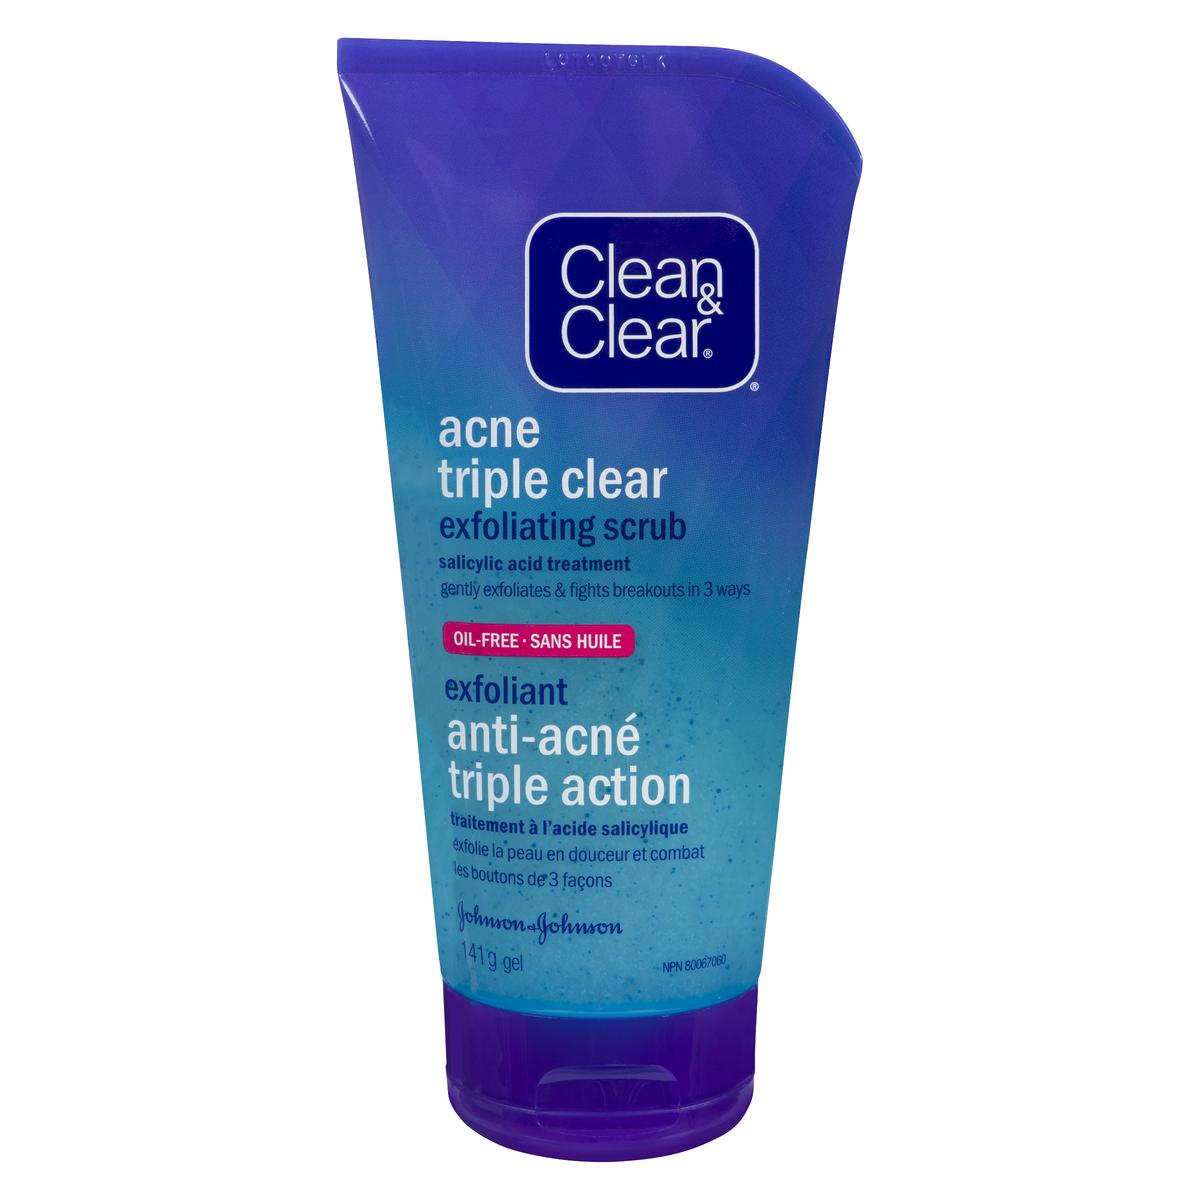 Clean
&
Clear®
®
acne
triple clear
exfoliating scrub
salicylic acid treatment
gently exfoliates & fights breakouts in 3 ways
OIL-FREE · SANS HUILE
exfoliant
anti-acné
triple action
traitement à l'acide salicylique
exfolie la peau en douceur et combat
les boutons de 3 façons
Johnson & Johnson
141 g gel
NPN 80067060